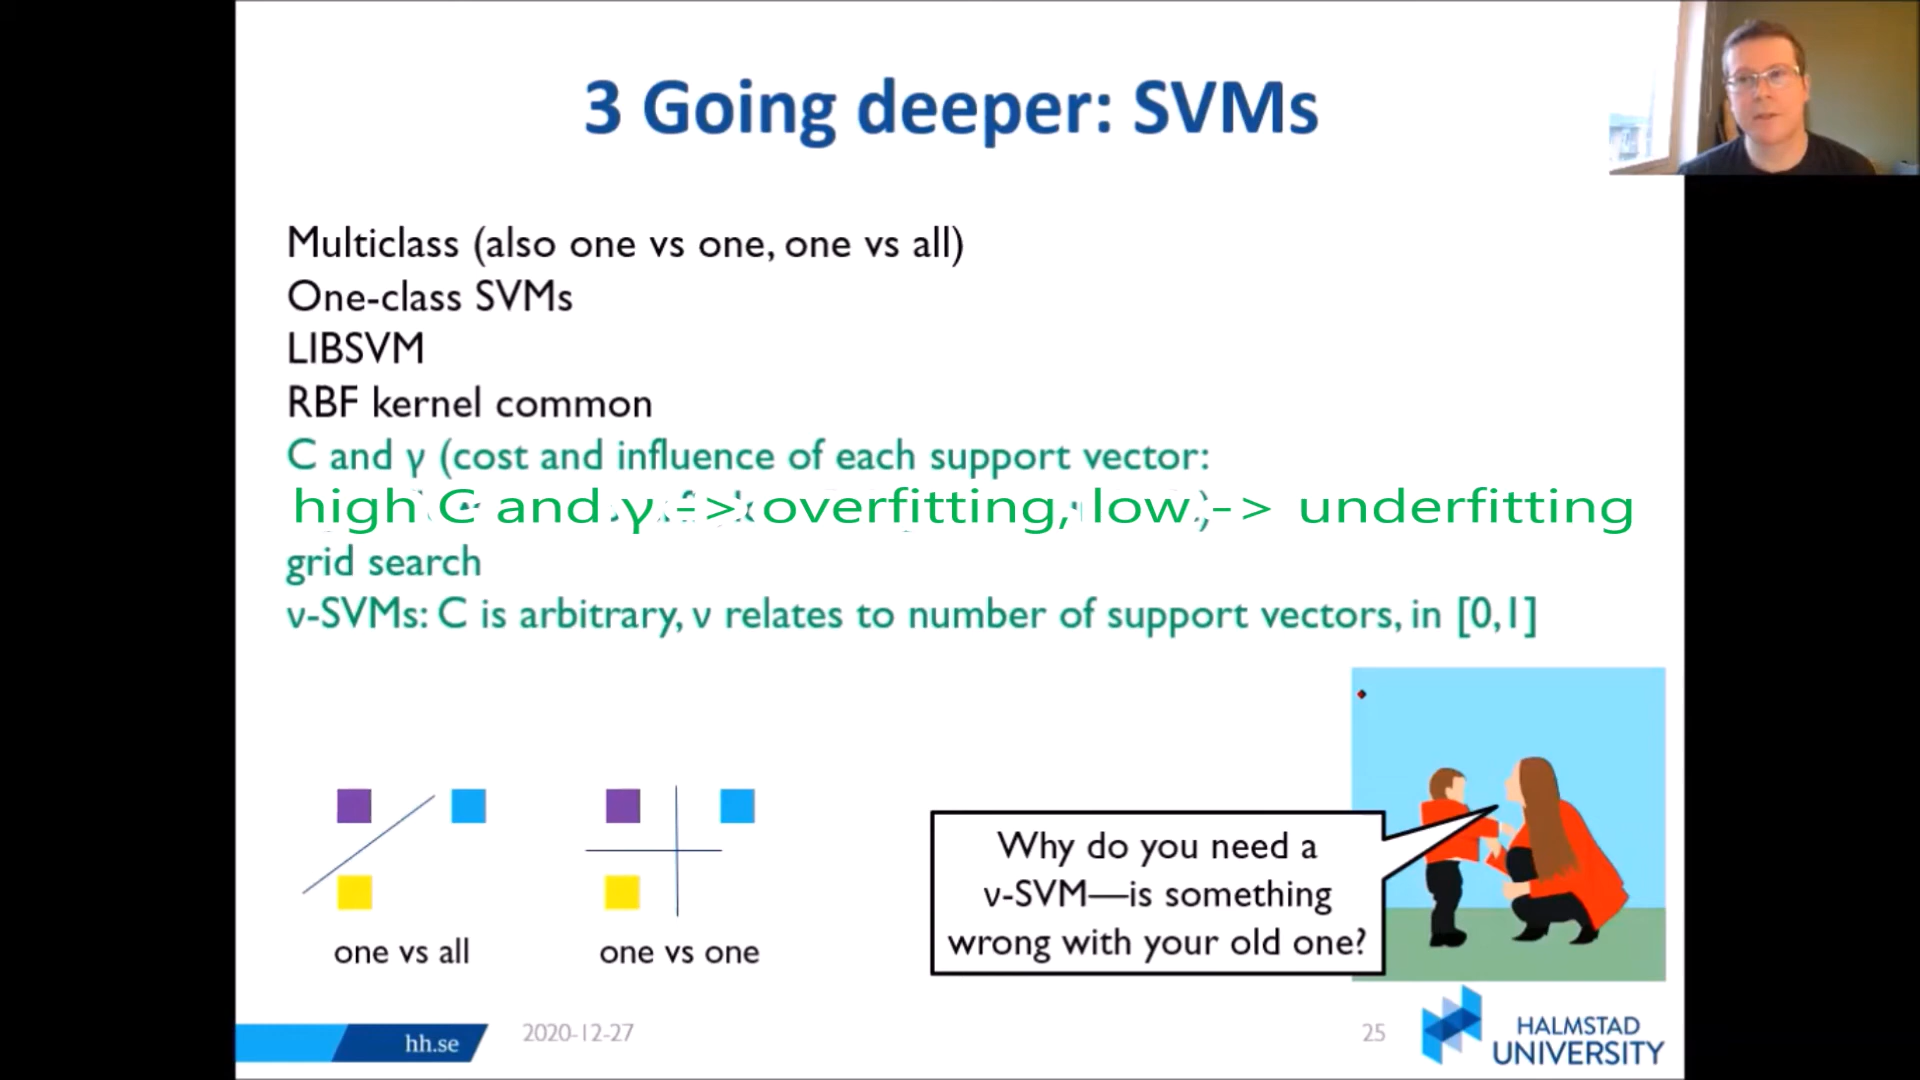 3 Going deeper: SVMs
Multiclass (also one vs one, one vs all)
One-class SVMs
LIBSVM
RBF kernel common
C and γ (cost and influence of each support vector:
high C and γ -> overfitting, low -> underfitting
grid search
ν-SVMs: C is arbitrary, ν relates to number of support vectors, in [0,1]
one vs all
one vs one
Why do you need a
ν-SVM—is something
wrong with your old one?
hh.se
2020-12-27
25
HALMSTAD
UNIVERSITY